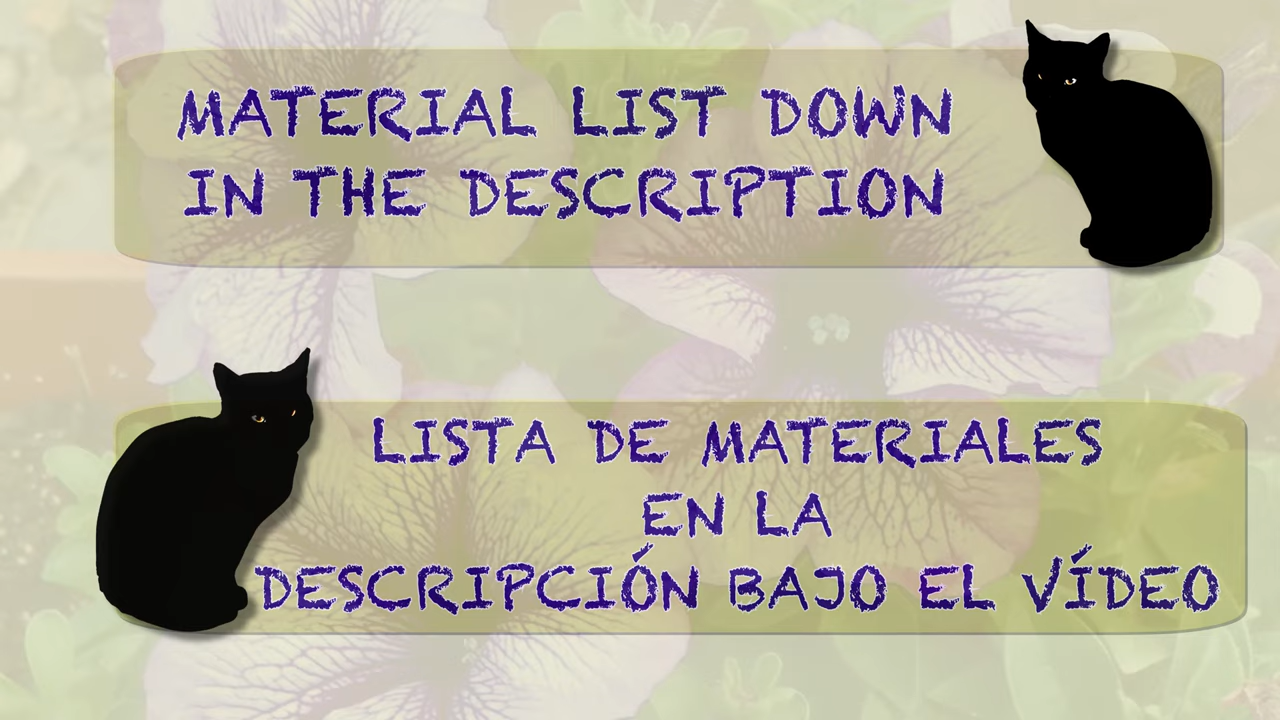 MATERIAL LIST DOWN
IN THE DESCRIPTION
LISTA DE MATERIALES
EN LA
DESCRIPCIÓN BAJO EL VÍDEO